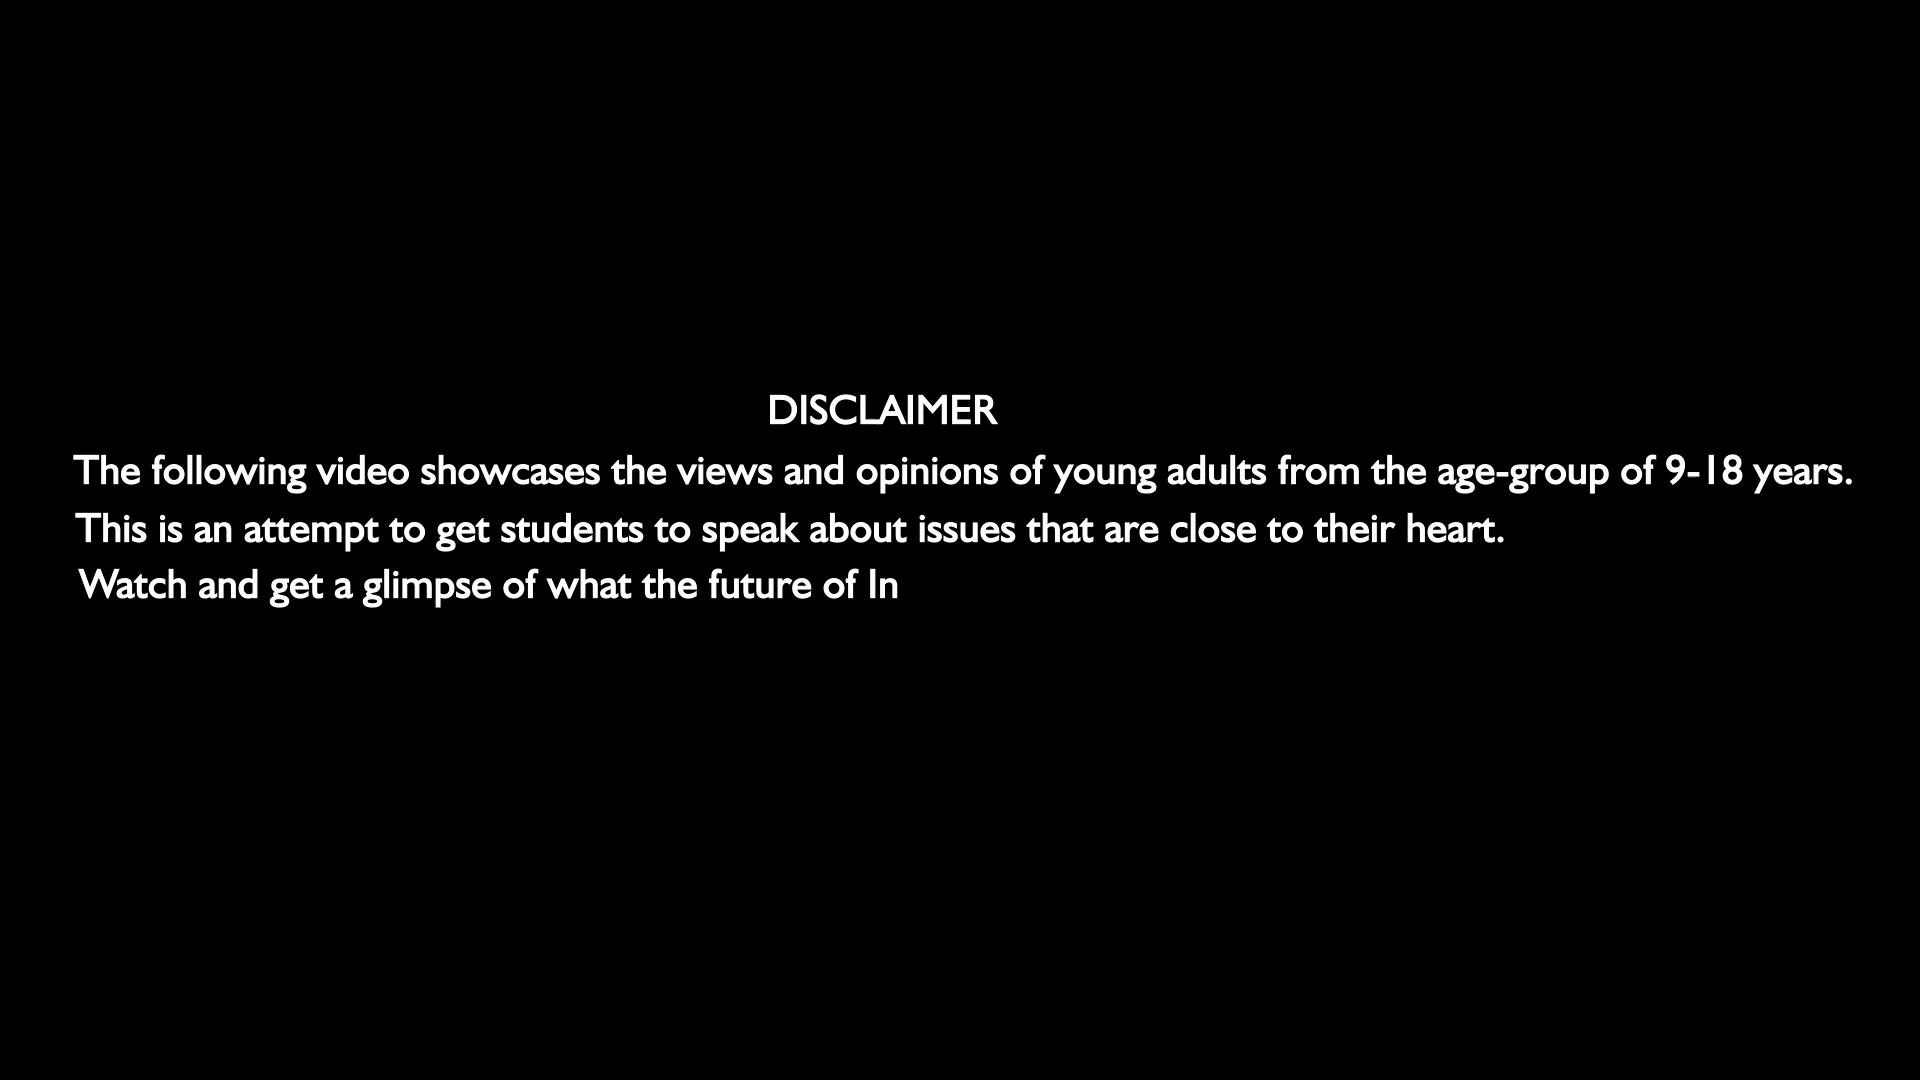 DISCLAIMER
The following video showcases the views and opinions of young adults from the age-group of 9-18 years.
This is an attempt to get students to speak about issues that are close to their heart.
Watch and get a glimpse of what the future of In